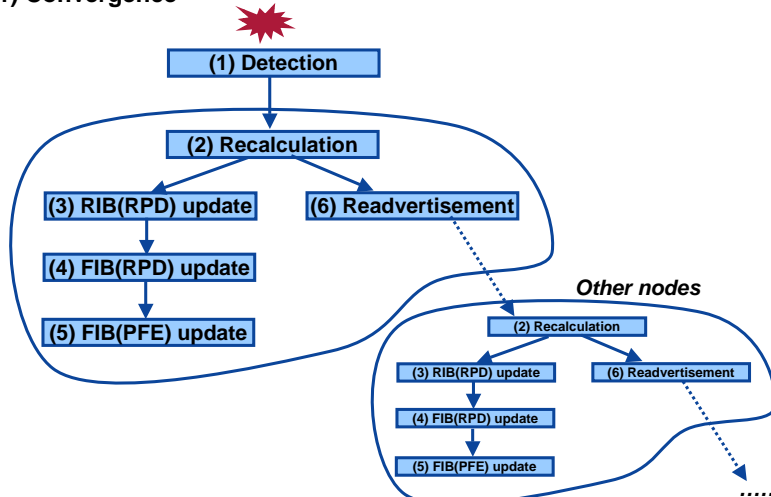 (1) Detection
(2) Recalculation
(3) RIB(RPD) update
(6) Readvertisement
(4) FIB(RPD) update
(5) FIB(PFE) update
Other nodes
(2) Recalculation
(3) RIB(RPD) update
(6) Readvertisement
(4) FIB(RPD) update
(5) FIB(PFE) update
.....